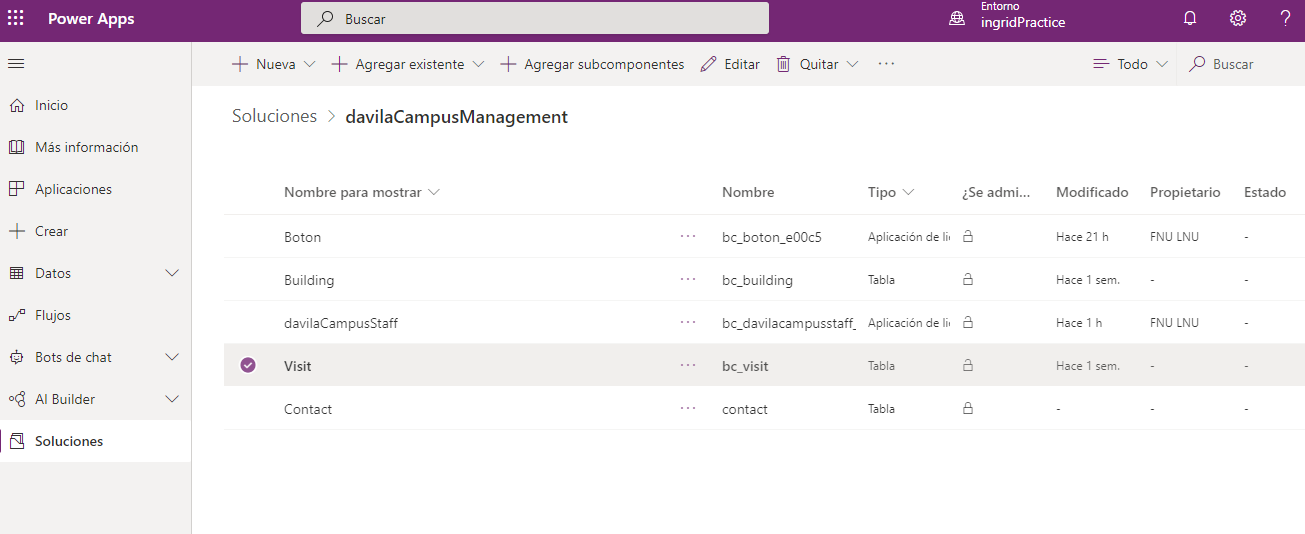 Power Apps
Buscar
Entorno
ingridPractice
Nueva
Agregar existente
Agregar subcomponentes
Editar
Quitar
Todo
Buscar
Inicio
Más información
Aplicaciones
Crear
Datos
Flujos
Bots de chat
AI Builder
Soluciones
Soluciones > davilaCampusManagement
Nombre para mostrar Nombre Tipo ¿Se admi... Modificado Propietario Estado
Boton ... bc_boton_e00c5 Aplicación de li Hace 21 h FNU LNU -
Building ... bc_building Tabla Hace 1 sem. - -
davilaCampusStaff ... bc_davilacampusstaff_ Aplicación de li Hace 1 h FNU LNU -
Visit ... bc_visit Tabla Hace 1 sem. - -
Contact ... contact Tabla - - -